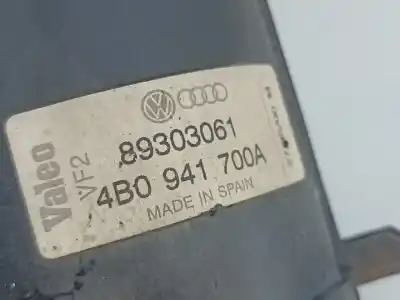 Valeo
VF2
89303061
4B0 941 700A
MADE IN SPAIN